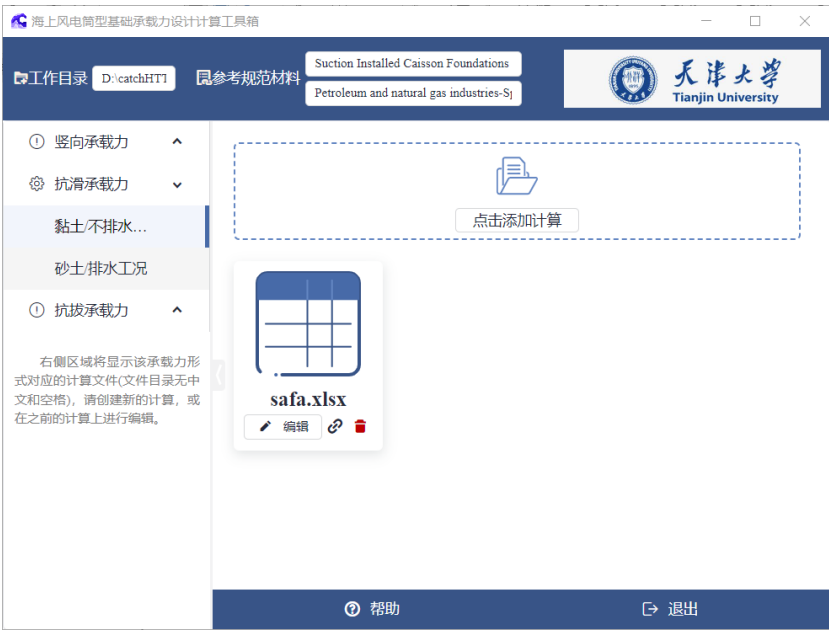 海上风电筒型基础承载力设计计算工具箱
工作目录
D:\catchHT1
参考规范材料
Suction Installed Caisson Foundations
Petroleum and natural gas industries-Sp
天津大学
Tianjin University
竖向承载力
抗滑承载力
黏土/不排水...
砂土/排水工况
抗拔承载力
右侧区域将显示该承载力形
式对应的计算文件(文件目录无中
文和空格)，请创建新的计算，或
在之前的计算上进行编辑。
点击添加计算
safa.xlsx
编辑
帮助
退出